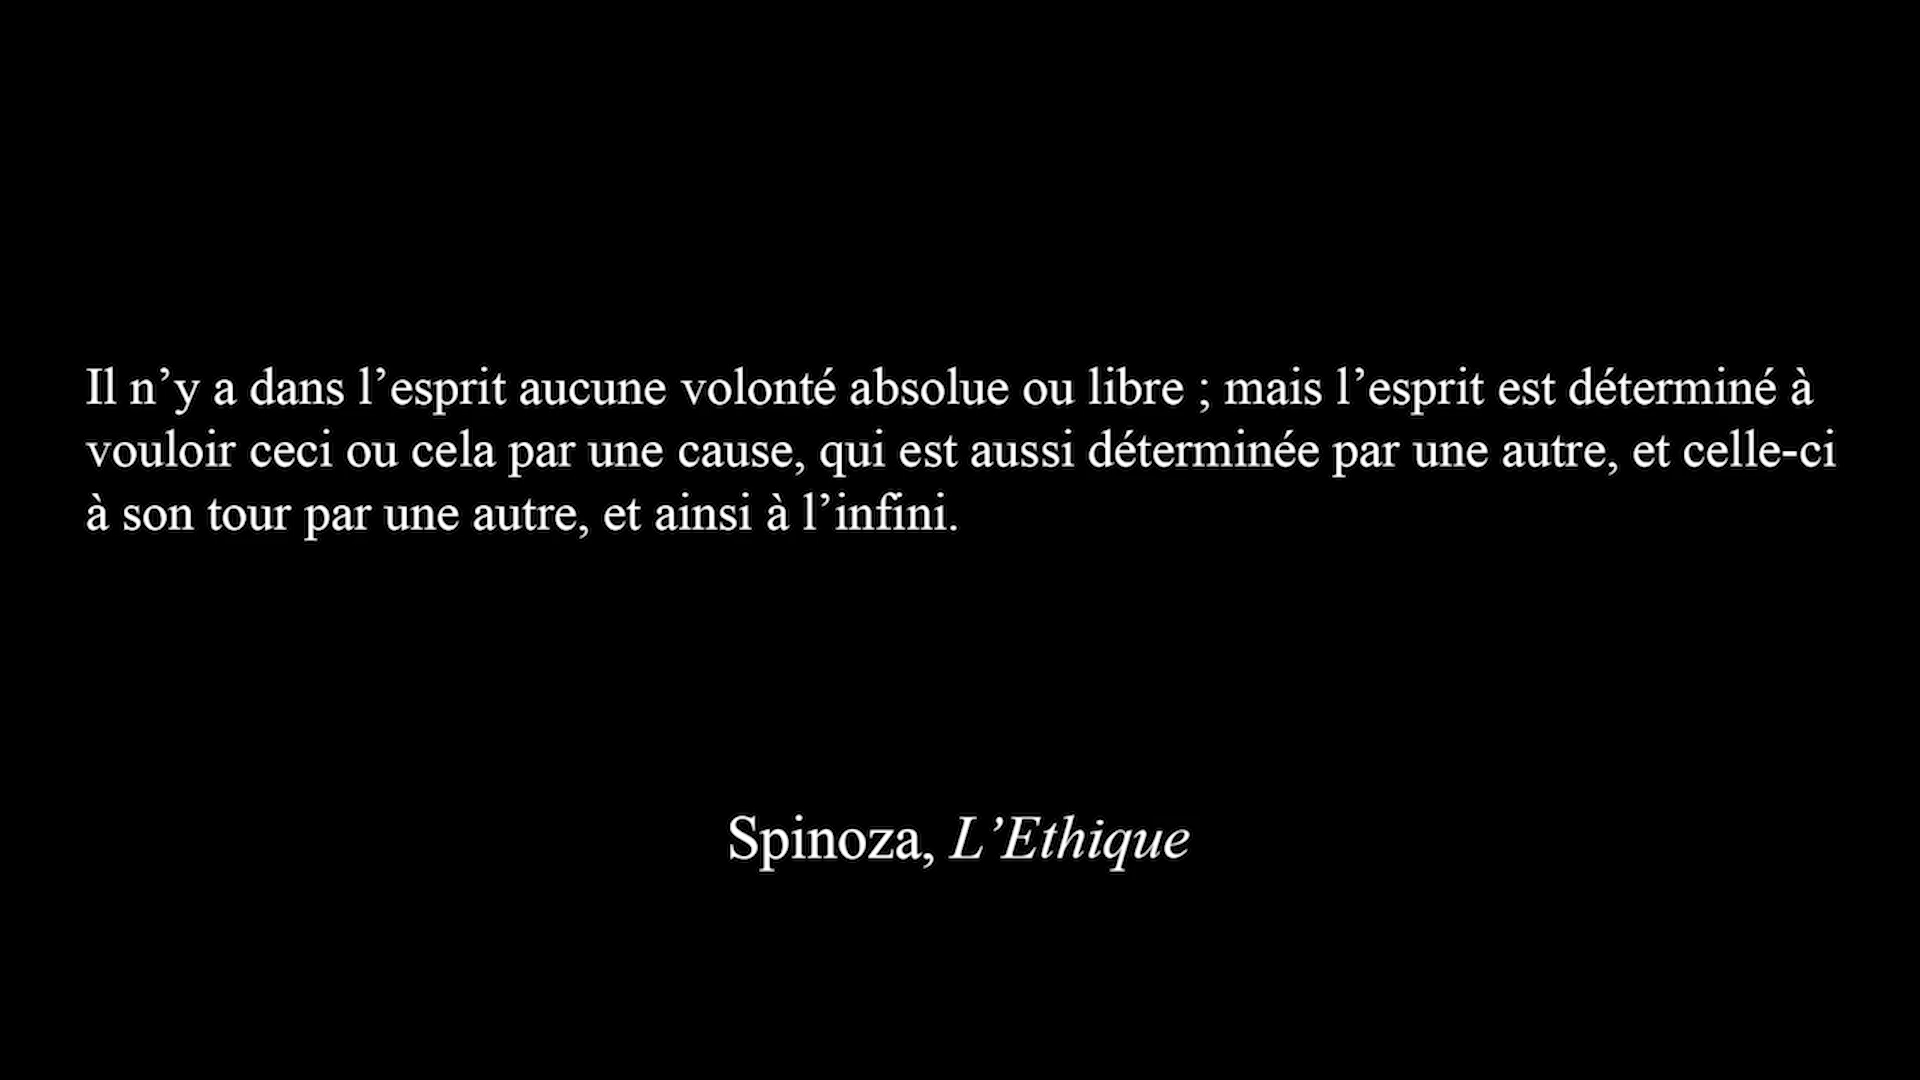 Il n’y a dans l’esprit aucune volonté absolue ou libre ; mais l’esprit est déterminé à
vouloir ceci ou cela par une cause, qui est aussi déterminée par une autre, et celle-ci
à son tour par une autre, et ainsi à l’infini.
Spinoza, L’Ethique